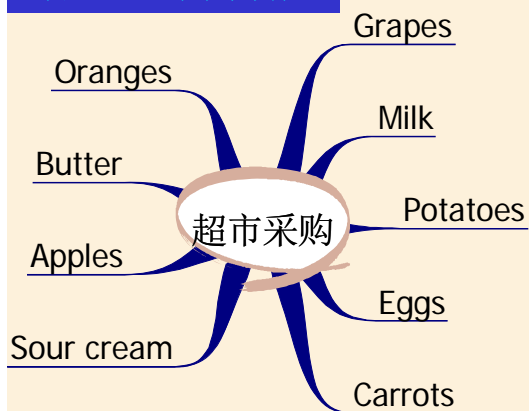 Grapes
Oranges
Milk
Butter
Potatoes
超市采购
Apples
Eggs
Sour cream
Carrots